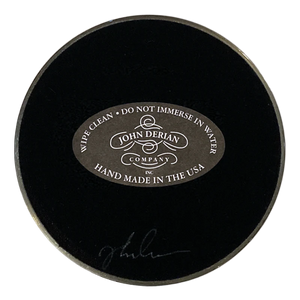 WIPE CLEAN • DO NOT IMMERSE IN WATER
JOHN DERIAN
COMPANY
INC
HAND MADE IN THE USA